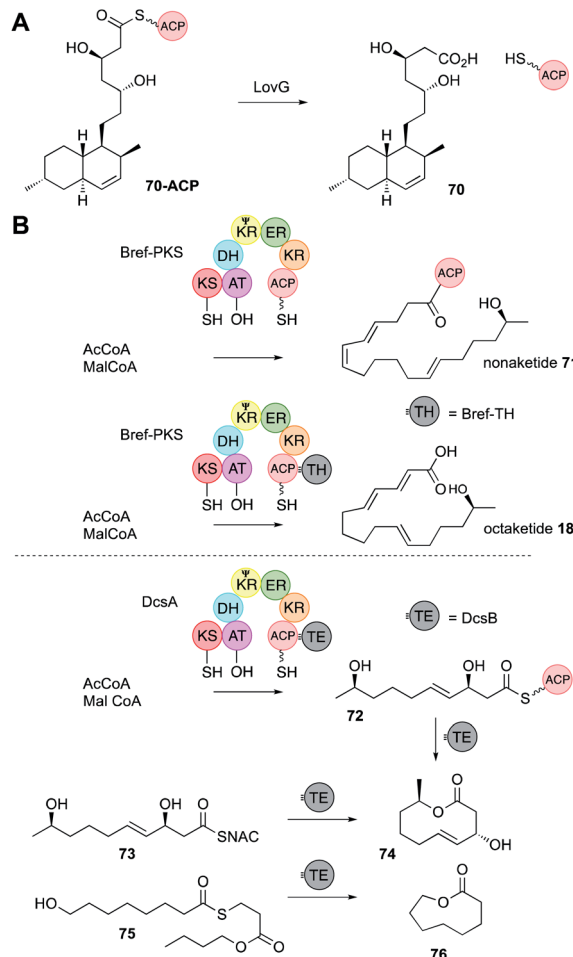 A
O
S
ACP
OH
OH
H
H
70-ACP
LovG
OH
CO2H
OH
H
H
70
HS
ACP
B
Bref-PKS
DH
Ψ
KR
ER
KR
KS
AT
ACP
SH
OH
SH
AcCoA
MalCoA
ACP
O
HO
nonaketide 71
TH = Bref-TH
Bref-PKS
DH
Ψ
KR
ER
KR
KS
AT
ACP
TH
SH
OH
SH
AcCoA
MalCoA
OH
O
HO
octaketide 18
DcsA
DH
Ψ
KR
ER
KR
KS
AT
ACP
TE
SH
OH
SH
AcCoA
Mal CoA
TE = DcsB
OH
OH
O
S
ACP
72
TE
OH
OH
O
SNAC
73
TE
O
O
OH
74
HO
O
S
O
O
75
TE
O
O
76